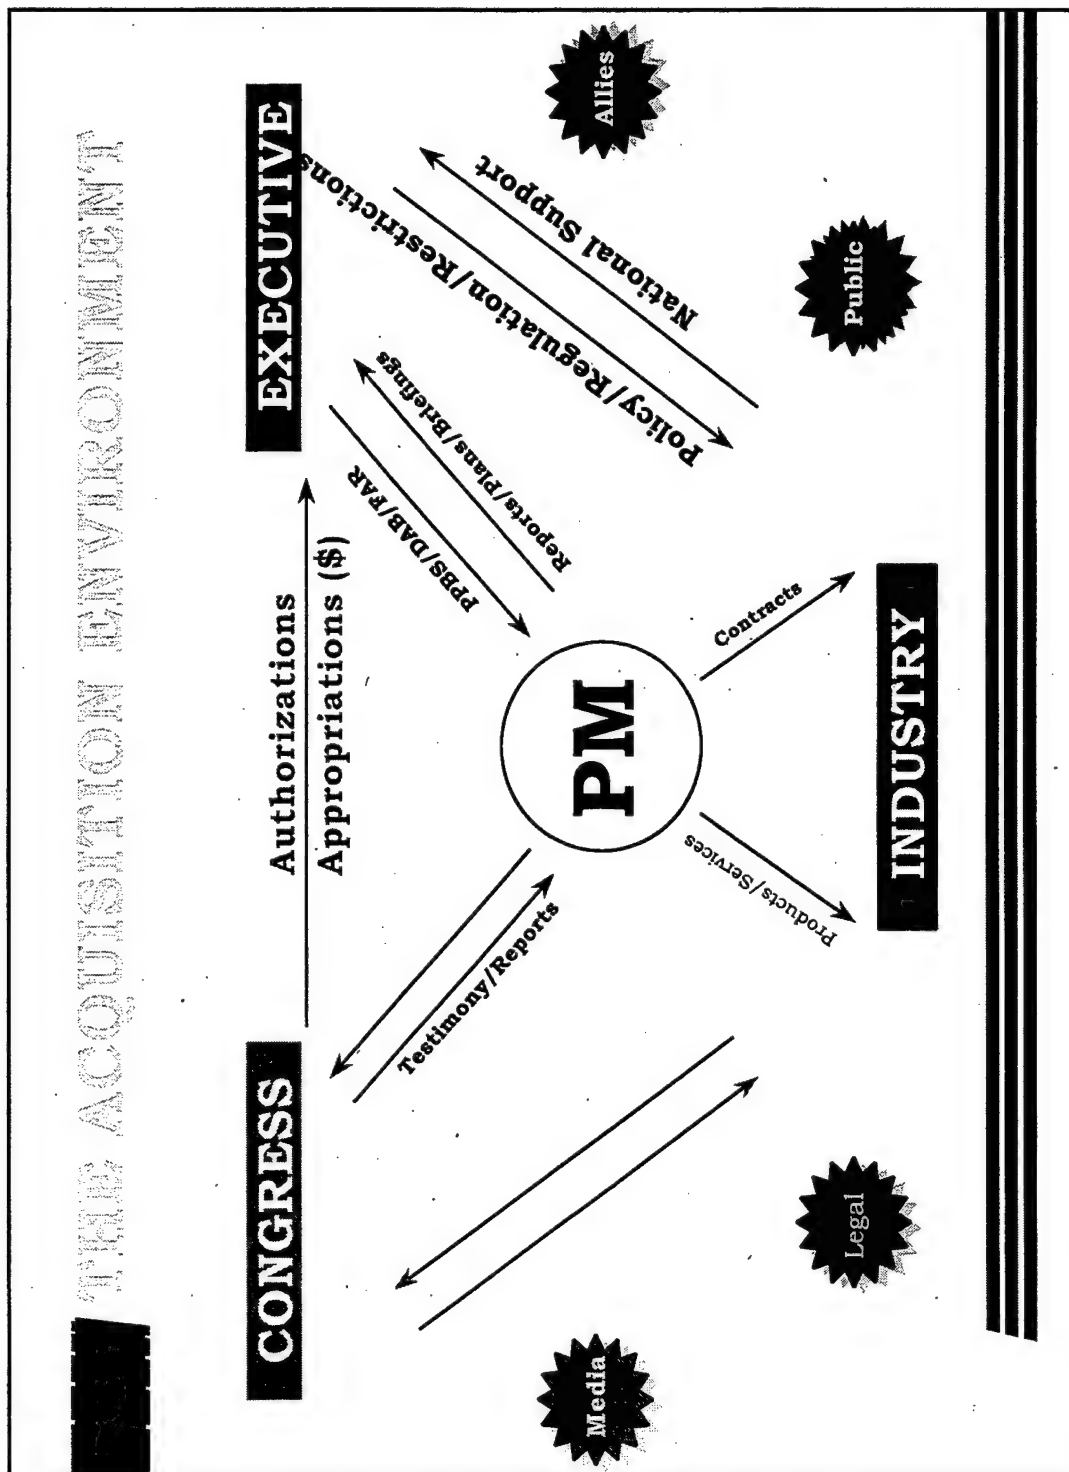 THE ACQUISITION ENVIRONMENT
CONGRESS
Authorizations
Appropriations ($)
EXECUTIVE
Testimony/Reports
PPBS/DAB/FAR
Reports/Plans/Briefings
Policy/Regulation/Restrictions
National Support
PM
Products/Services
Contracts
INDUSTRY
Media
Legal
Public
Allies